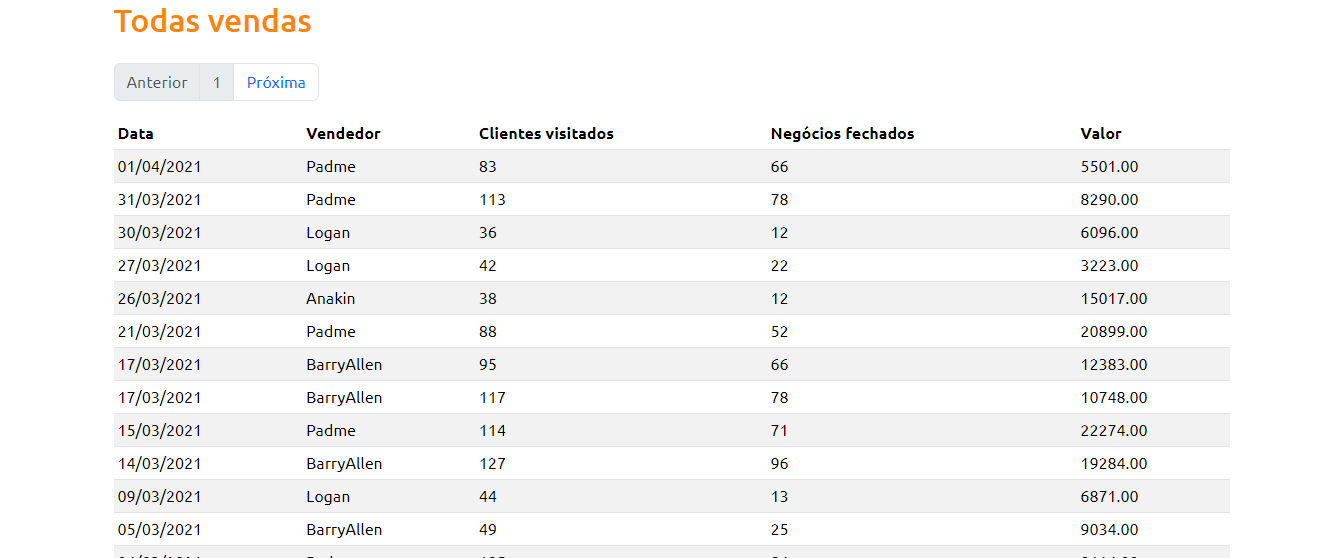 Todas vendas
Anterior 1 Próxima
Data Vendedor Clientes visitados Negócios fechados Valor
01/04/2021 Padme 83 66 5501.00
31/03/2021 Padme 113 78 8290.00
30/03/2021 Logan 36 12 6096.00
27/03/2021 Logan 42 22 3223.00
26/03/2021 Anakin 38 12 15017.00
21/03/2021 Padme 88 52 20899.00
17/03/2021 BarryAllen 95 66 12383.00
17/03/2021 BarryAllen 117 78 10748.00
15/03/2021 Padme 114 71 22274.00
14/03/2021 BarryAllen 127 96 19284.00
09/03/2021 Logan 44 13 6871.00
05/03/2021 BarryAllen 49 25 9034.00